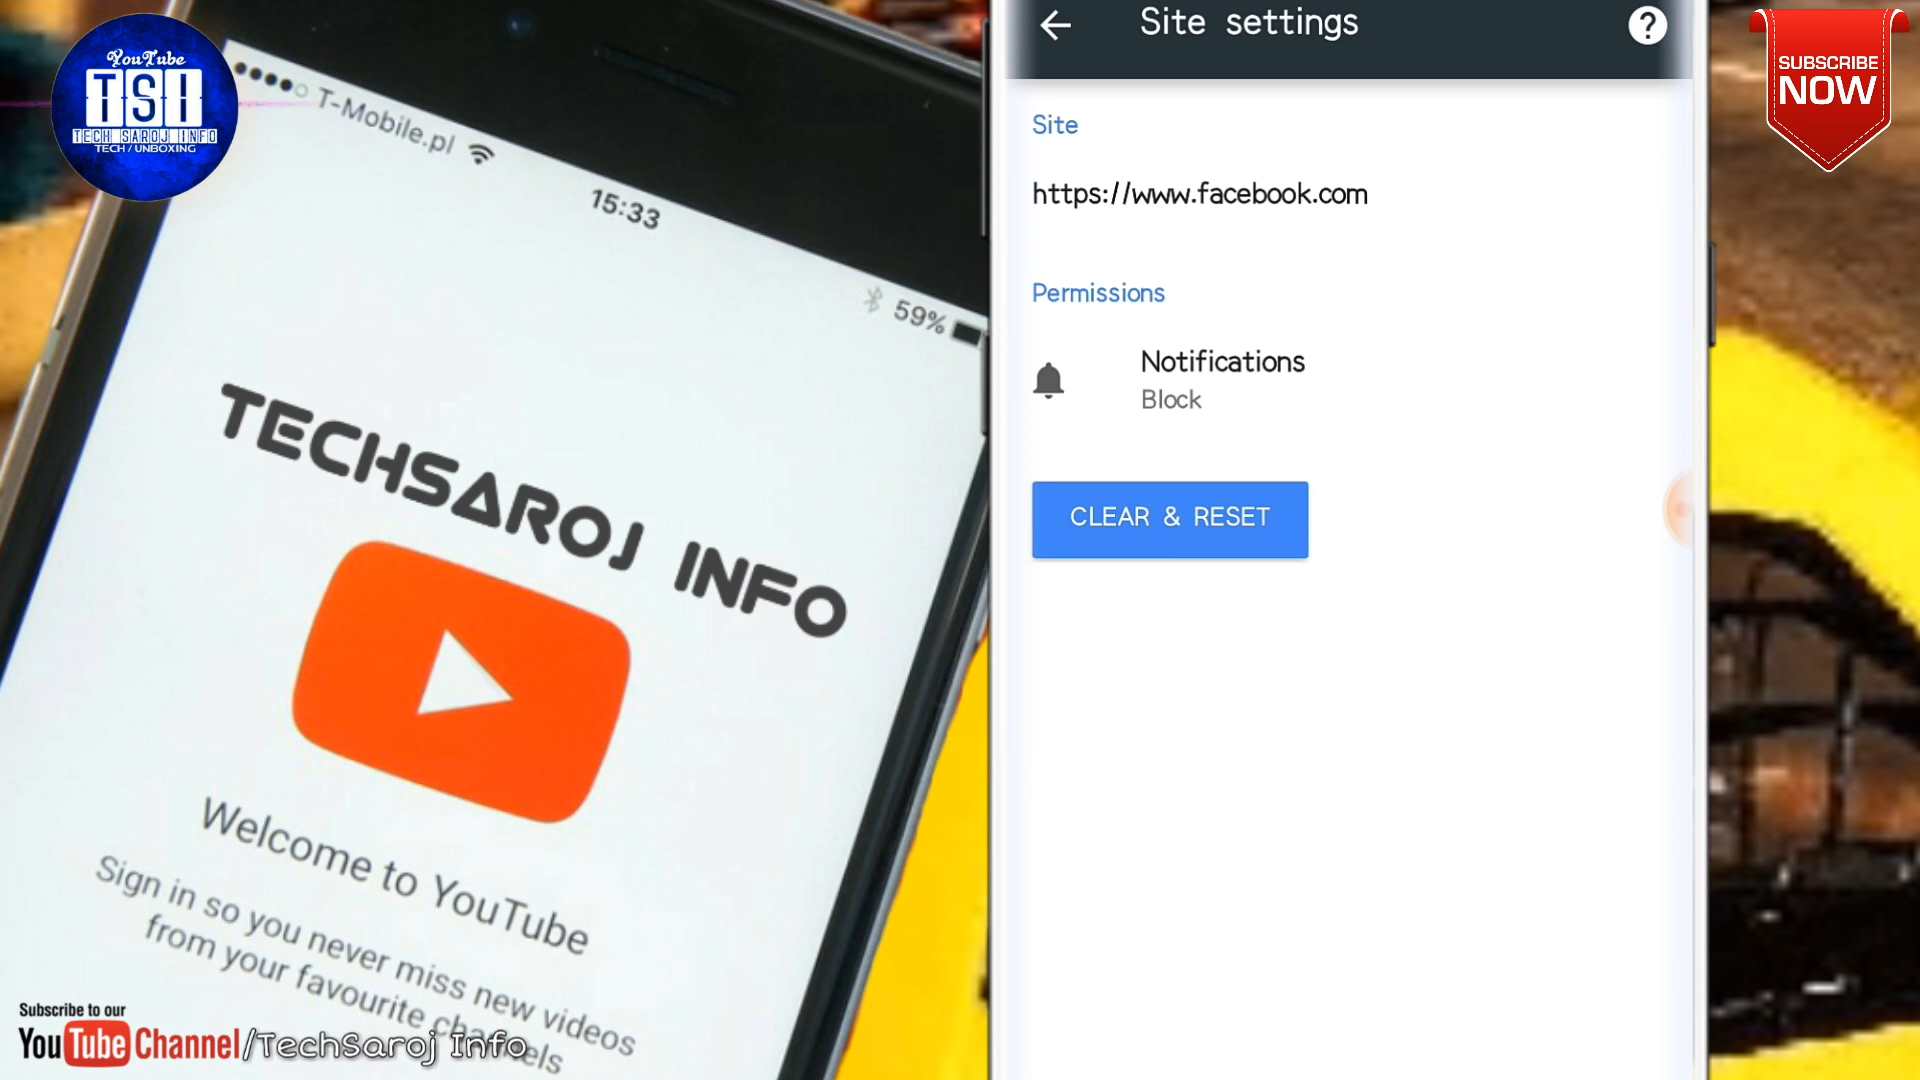 YouTube
TSI
TECH SAROJ INFO
TECH / UNBOXING
T-Mobile.pl
15:33
59%
TECHSAROJ INFO
Welcome to YouTube
Sign in so you never miss new videos
from your favourite channels
Subscribe to our
YouTube Channel/TechSaroj Info
Site settings
?
Site
https://www.facebook.com
Permissions
Notifications
Block
CLEAR & RESET
SUBSCRIBE
NOW